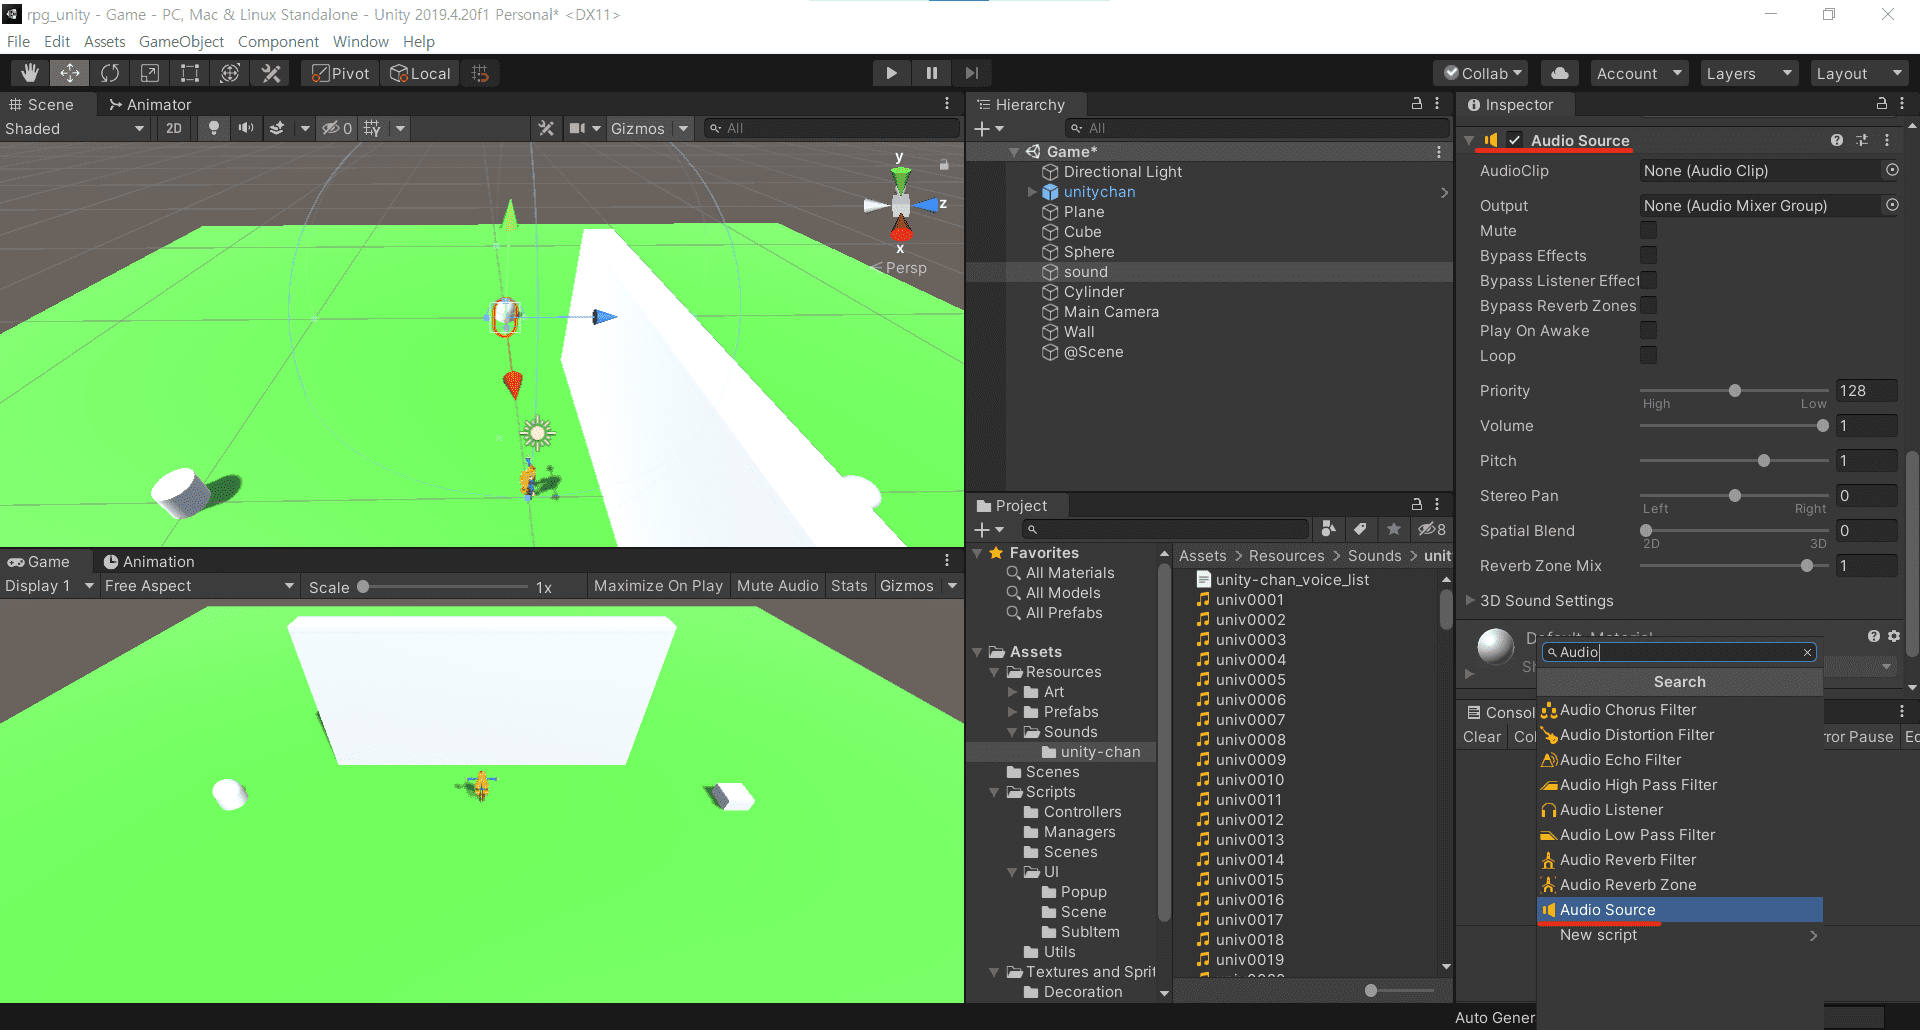 rpg_unity - Game - PC, Mac & Linux Standalone - Unity 2019.4.20f1 Personal* <DX11>
File Edit Assets GameObject Component Window Help
Pivot Local Collab Account Layers Layout
Scene Animator
Shaded 2D 0 Gizmos All
y
z
x
Persp
Game Animation
Display 1 Free Aspect Scale 1x Maximize On Play Mute Audio Stats Gizmos
Hierarchy
All
Game*
Directional Light
unitychan
Plane
Cube
Sphere
sound
Cylinder
Main Camera
Wall
@Scene
Project
8
Favorites
All Materials
All Models
All Prefabs
Assets
Resources
Art
Prefabs
Sounds
unity-chan
Scenes
Scripts
Controllers
Managers
Scenes
UI
Popup
Scene
SubItem
Utils
Textures and Sprit
Decoration
Assets > Resources > Sounds > unit
unity-chan_voice_list
univ0001
univ0002
univ0003
univ0004
univ0005
univ0006
univ0007
univ0008
univ0009
univ0010
univ0011
univ0012
univ0013
univ0014
univ0015
univ0016
univ0017
univ0018
univ0019
Inspector
Audio Source
AudioClip None (Audio Clip)
Output None (Audio Mixer Group)
Mute
Bypass Effects
Bypass Listener Effect
Bypass Reverb Zones
Play On Awake
Loop
Priority 128
High Low
Volume 1
Pitch 1
Stereo Pan 0
Left Right
Spatial Blend 0
2D 3D
Reverb Zone Mix 1
3D Sound Settings
Default-Material
Sh
Audio
Search
Audio Chorus Filter
Audio Distortion Filter
Audio Echo Filter
Audio High Pass Filter
Audio Listener
Audio Low Pass Filter
Audio Reverb Filter
Audio Reverb Zone
Audio Source
New script
Consol
Clear Col rror Pause Ed
Auto Gener